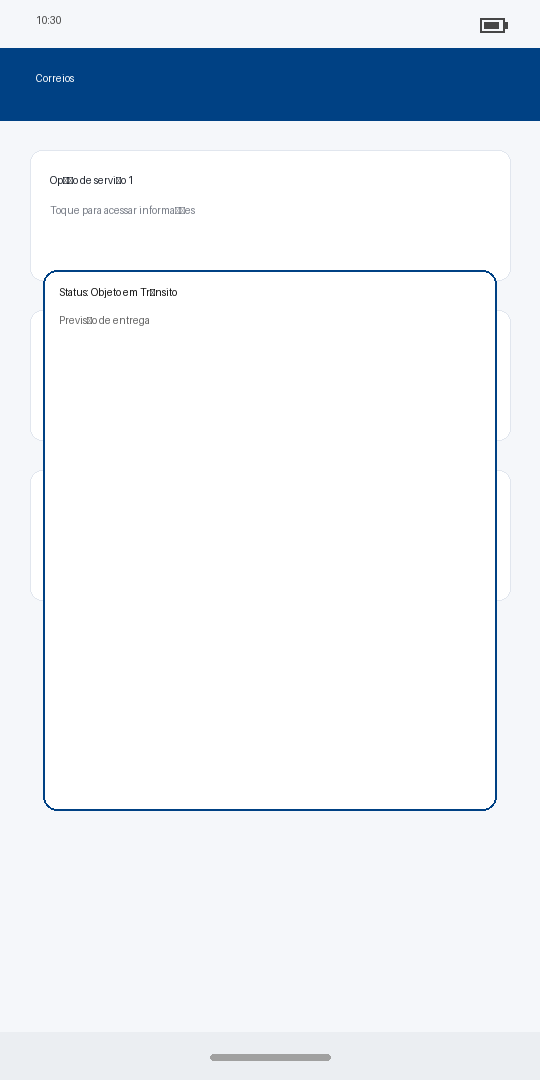 10:30
Correios
de 1
Toque para acessar
Status: Objeto em
de entrega